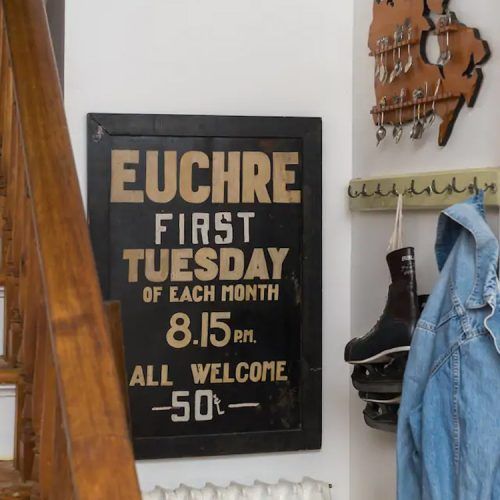 EUCHRE
FIRST
TUESDAY
OF EACH MONTH
8.15 P.M.
ALL WELCOME
—50¢—